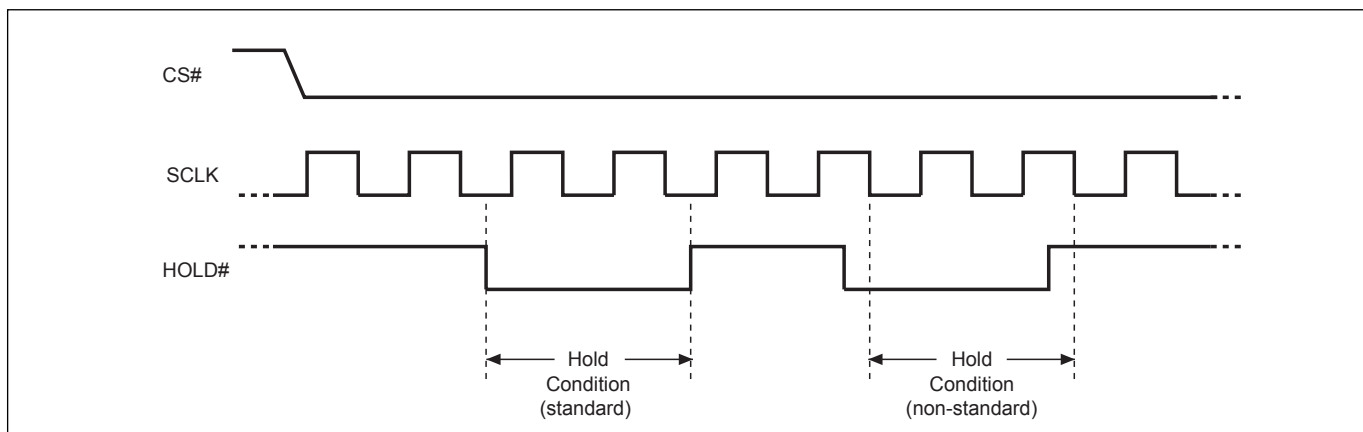 CS#
SCLK
HOLD#
Hold
Condition
(standard)
Hold
Condition
(non-standard)